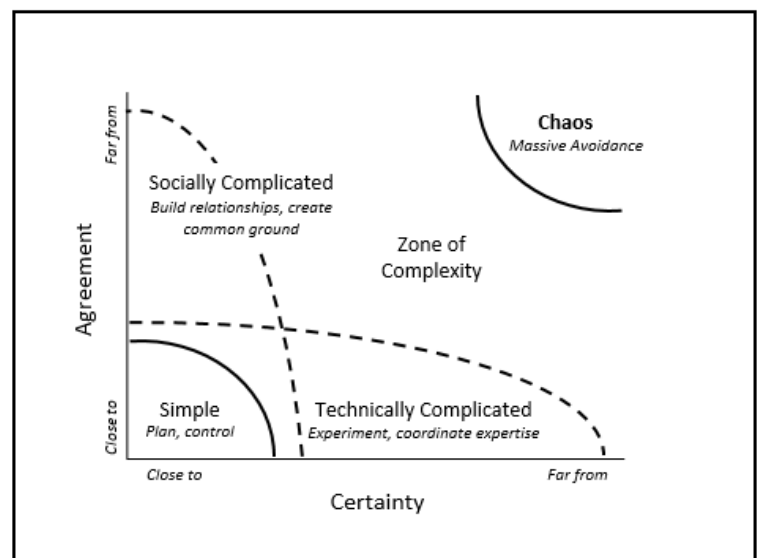 Far from
Chaos
Massive Avoidance
Socially Complicated
Build relationships, create
common ground
Zone of
Complexity
Agreement
Simple
Plan, control
Technically Complicated
Experiment, coordinate expertise
Close to
Close to
Far from
Certainty